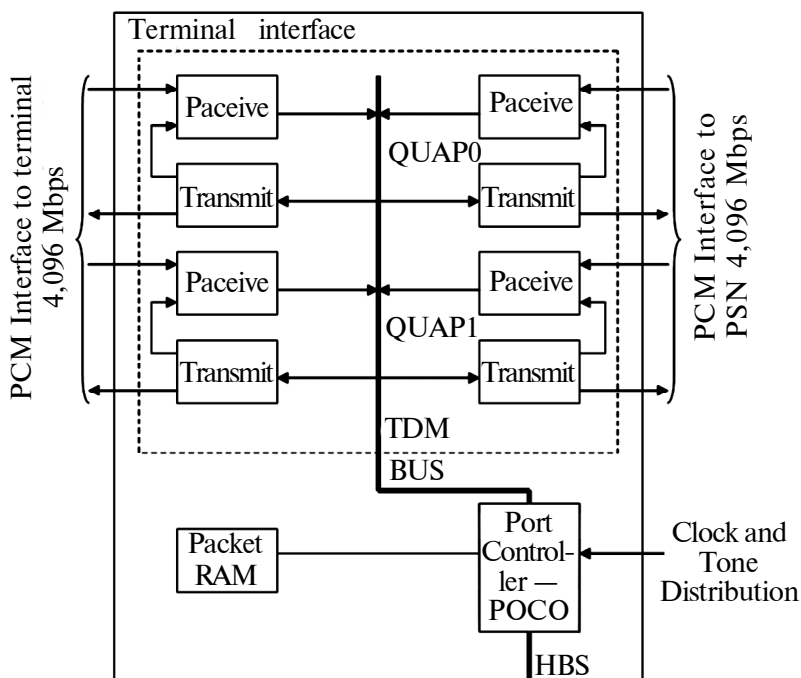 Terminal interface
PCM Interface to terminal
4,096 Mbps
Paceive
Paceive
QUAP0
Transmit
Transmit
Paceive
Paceive
QUAP1
Transmit
Transmit
PCM Interface to
PSN 4,096 Mbps
TDM
BUS
Packet
RAM
Port
Control-
ler —
POCO
Clock and
Tone
Distribution
HBS